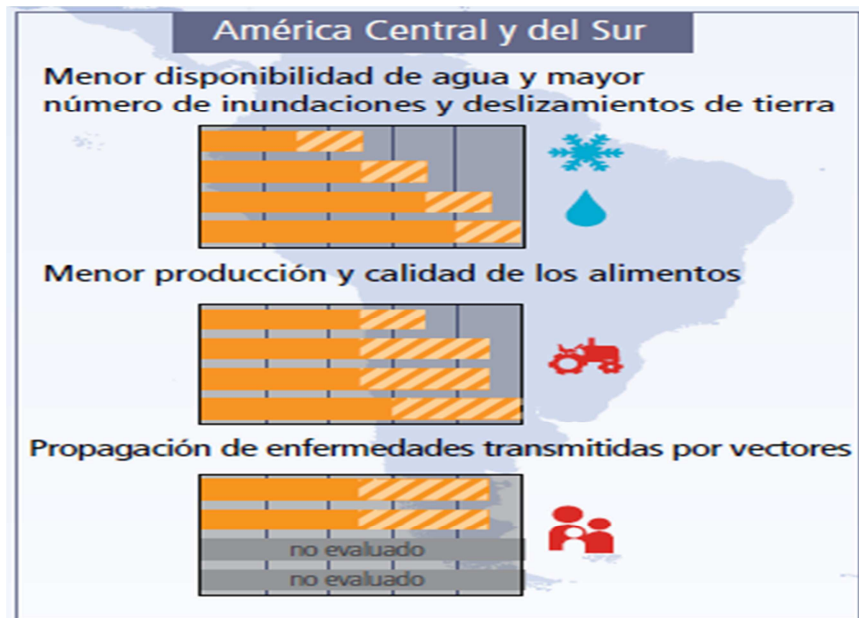 América Central y del Sur
Menor disponibilidad de agua y mayor
número de inundaciones y deslizamientos de tierra
Menor producción y calidad de los alimentos
Propagación de enfermedades transmitidas por vectores
no evaluado
no evaluado